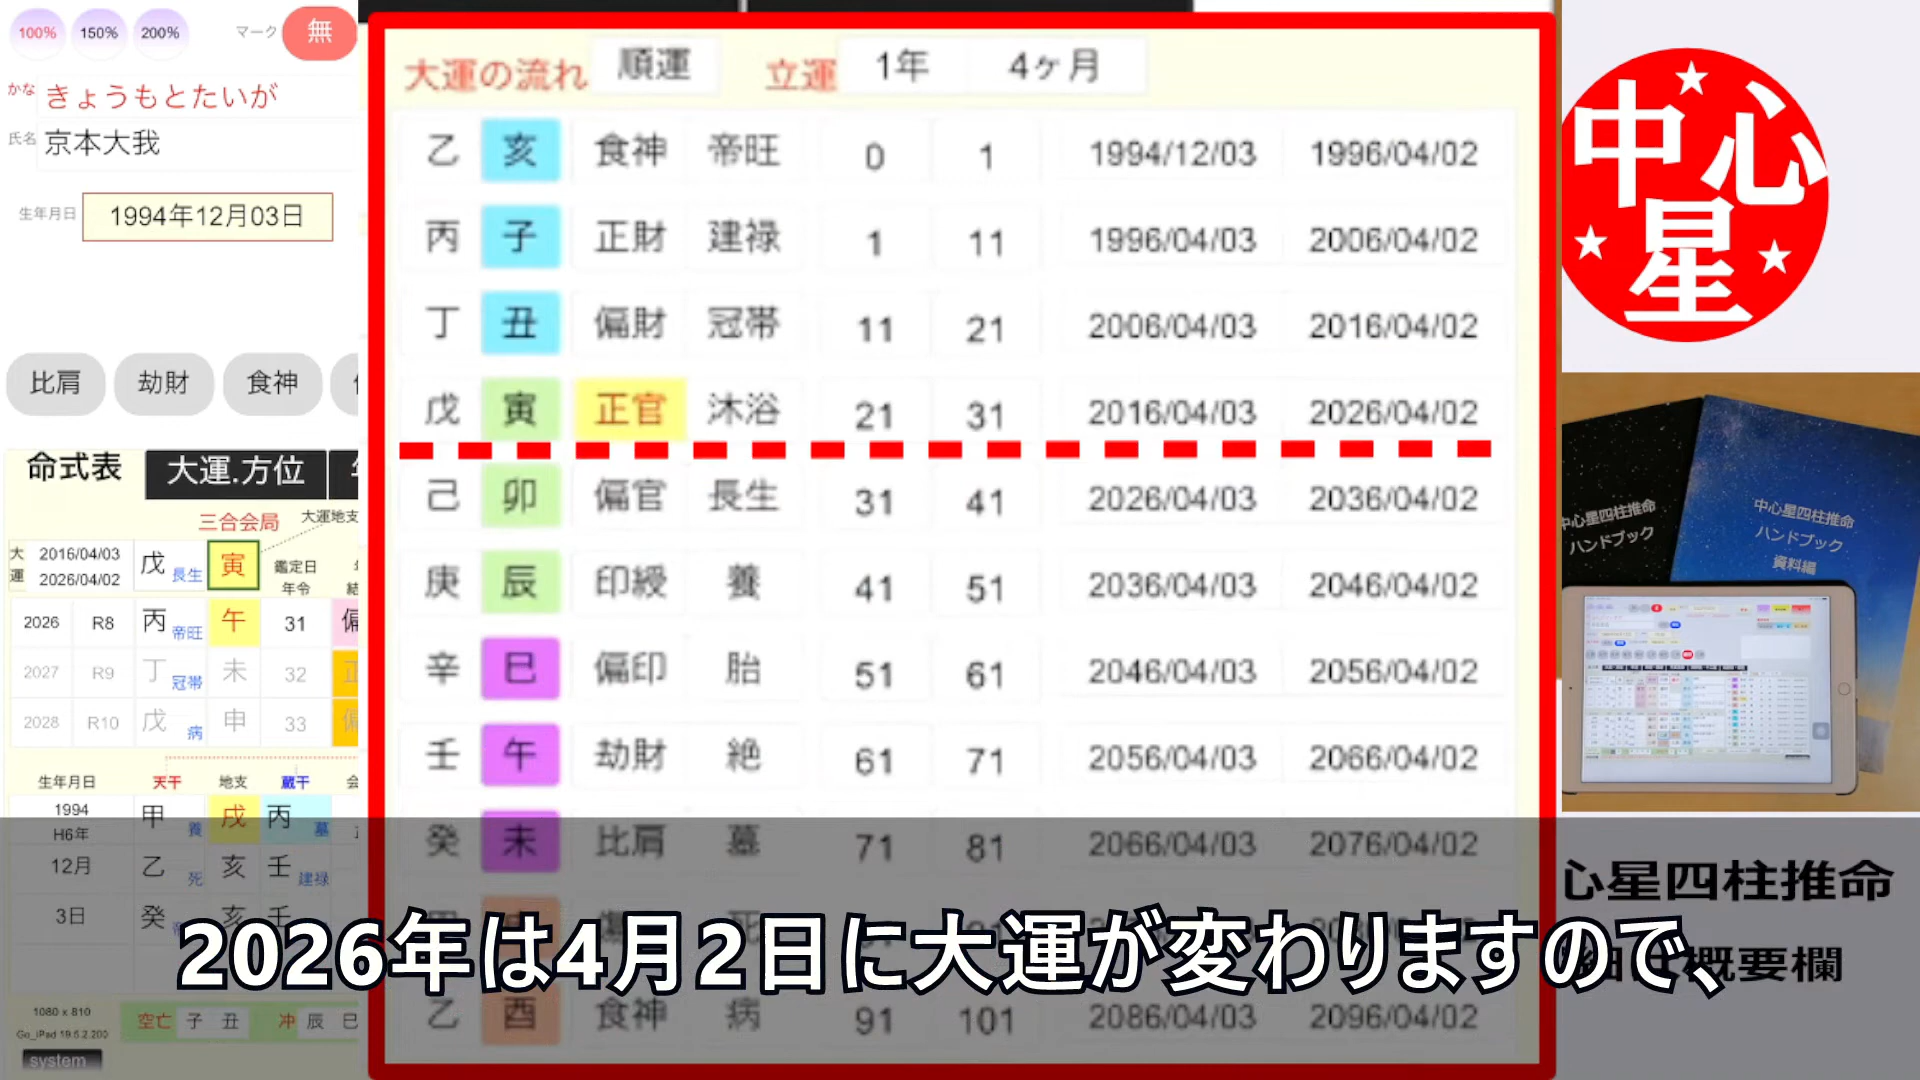 100% 150% 200% マーク 無
かな きょうもとたいが
氏名 京本大我
生年月日 1994年12月03日
比肩 劫財 食神
命式表 大運.方位
三合会局 大運地支
大運 2016/04/03 2026/04/02 戊 長生 寅 鑑定日年令
2026 R8 丙 帝旺 午 31 偏
2027 R9 丁 冠帯 未 32 正
2028 R10 戊 病 申 33 偏
生年月日 天干 地支 蔵干 会
1994 H6年 甲 養 戌 丙 墓
12月 乙 死 亥 壬 建禄
3日 癸 亥 壬
1080 x 810
Go_iPad 19.5.2.200
空亡 子 丑 冲 辰 巳
system
大運の流れ 順運 立運 1年 4ヶ月
乙 亥 食神 帝旺 0 1 1994/12/03 1996/04/02
丙 子 正財 建禄 1 11 1996/04/03 2006/04/02
丁 丑 偏財 冠帯 11 21 2006/04/03 2016/04/02
戊 寅 正官 沐浴 21 31 2016/04/03 2026/04/02
己 卯 偏官 長生 31 41 2026/04/03 2036/04/02
庚 辰 印綬 養 41 51 2036/04/03 2046/04/02
辛 巳 偏印 胎 51 61 2046/04/03 2056/04/02
壬 午 劫財 絶 61 71 2056/04/03 2066/04/02
癸 未 比肩 墓 71 81 2066/04/03 2076/04/02
乙 酉 食神 病 91 101 2086/04/03 2096/04/02
2026年は4月2日に大運が変わりますので、
中心星
中心星四柱推命
ハンドブック
中心星四柱推命
ハンドブック
資料編
心星四柱推命
概要欄